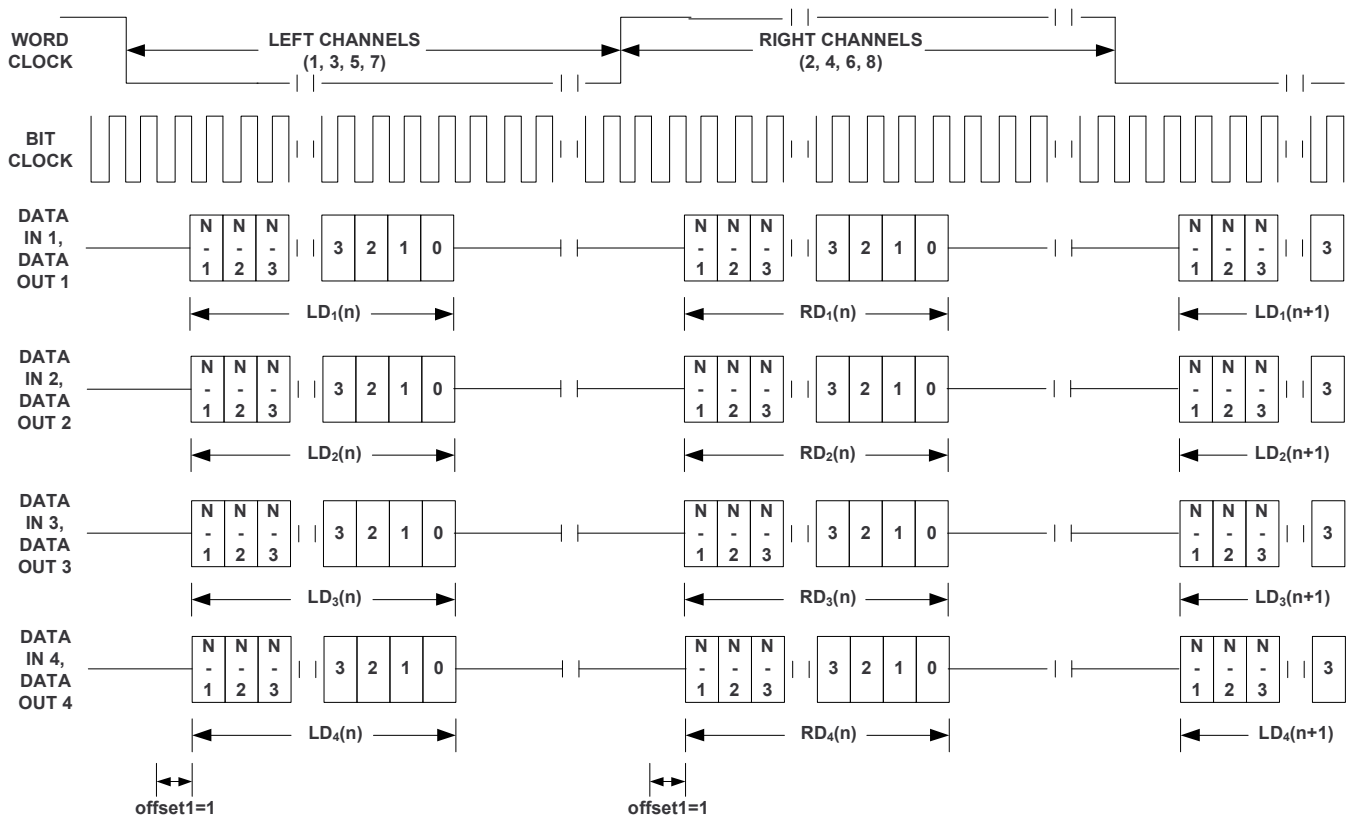 WORD
CLOCK
LEFT CHANNELS
(1, 3, 5, 7)
RIGHT CHANNELS
(2, 4, 6, 8)
BIT
CLOCK
DATA
IN 1,
DATA
OUT 1
N N N
- - -
1 2 3
3 2 1 0
N N N
- - -
1 2 3
3 2 1 0
N N N
- - -
1 2 3
3
LD₁(n)
RD₁(n)
LD₁(n+1)
DATA
IN 2,
DATA
OUT 2
N N N
- - -
1 2 3
3 2 1 0
N N N
- - -
1 2 3
3 2 1 0
N N N
- - -
1 2 3
3
LD₂(n)
RD₂(n)
LD₂(n+1)
DATA
IN 3,
DATA
OUT 3
N N N
- - -
1 2 3
3 2 1 0
N N N
- - -
1 2 3
3 2 1 0
N N N
- - -
1 2 3
3
LD₃(n)
RD₃(n)
LD₃(n+1)
DATA
IN 4,
DATA
OUT 4
N N N
- - -
1 2 3
3 2 1 0
N N N
- - -
1 2 3
3 2 1 0
N N N
- - -
1 2 3
3
LD₄(n)
RD₄(n)
LD₄(n+1)
offset1=1
offset1=1